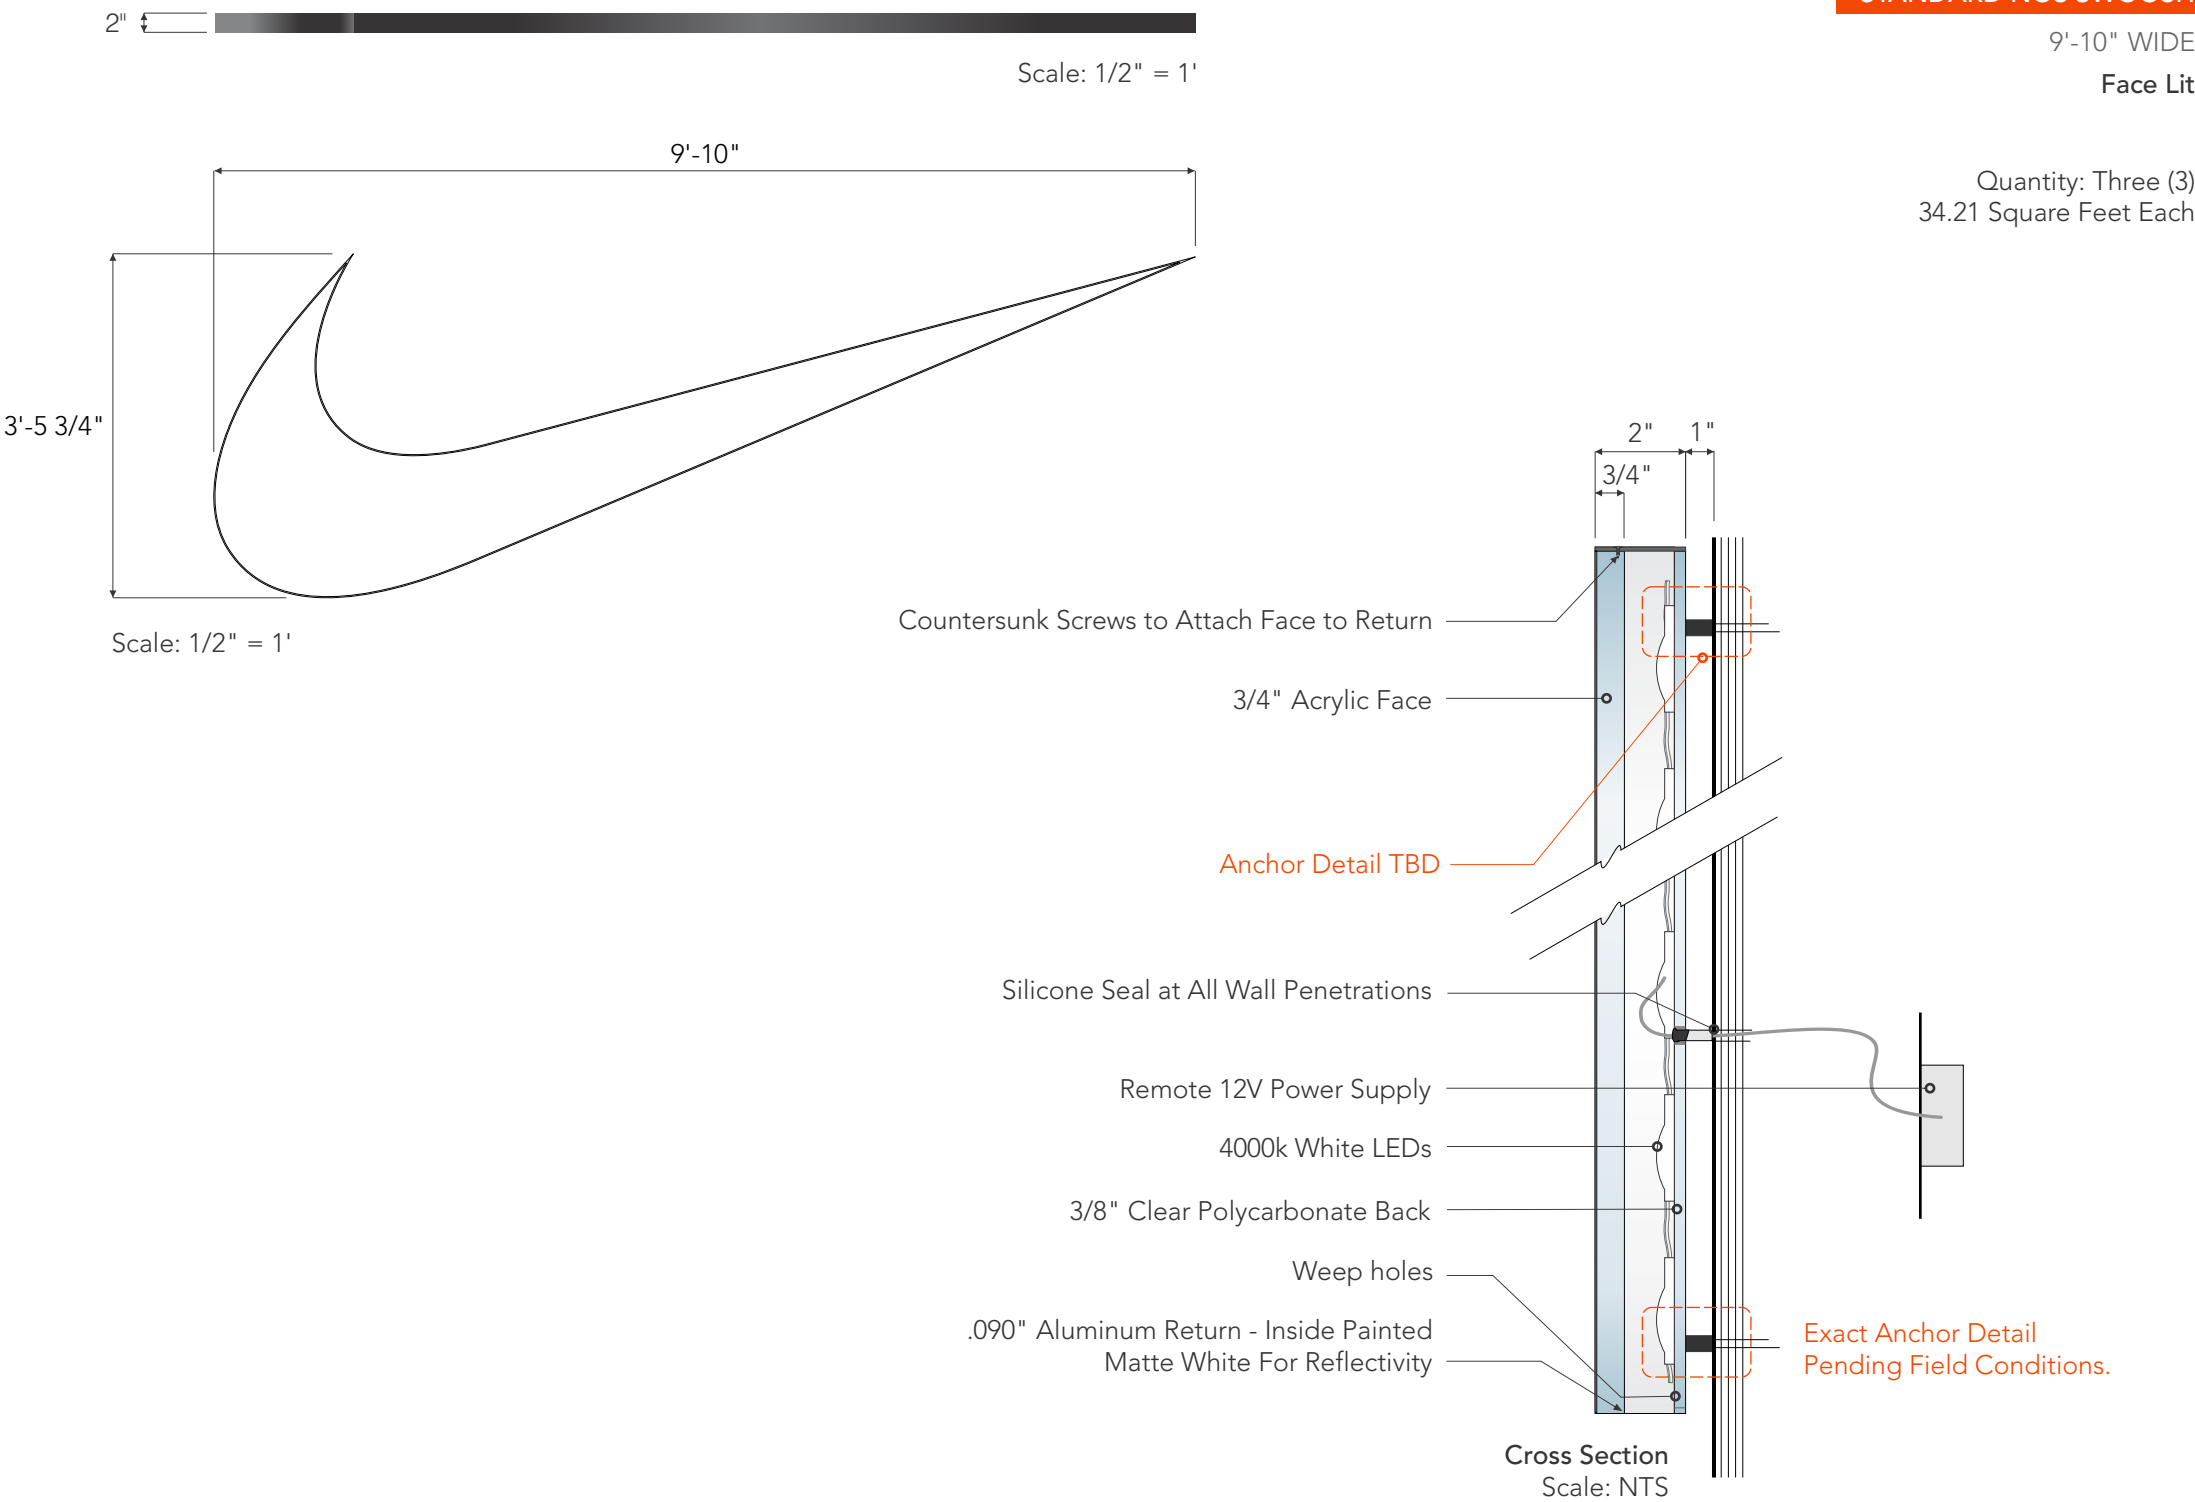 2"
Scale: 1/2" = 1'
9'-10" WIDE
Face Lit
Quantity: Three (3)
34.21 Square Feet Each
9'-10"
3'-5 3/4"
Scale: 1/2" = 1'
2"
1"
3/4"
Countersunk Screws to Attach Face to Return
3/4" Acrylic Face
Anchor Detail TBD
Silicone Seal at All Wall Penetrations
Remote 12V Power Supply
4000k White LEDs
3/8" Clear Polycarbonate Back
Weep holes
.090" Aluminum Return - Inside Painted
Matte White For Reflectivity
Exact Anchor Detail
Pending Field Conditions.
Cross Section
Scale: NTS